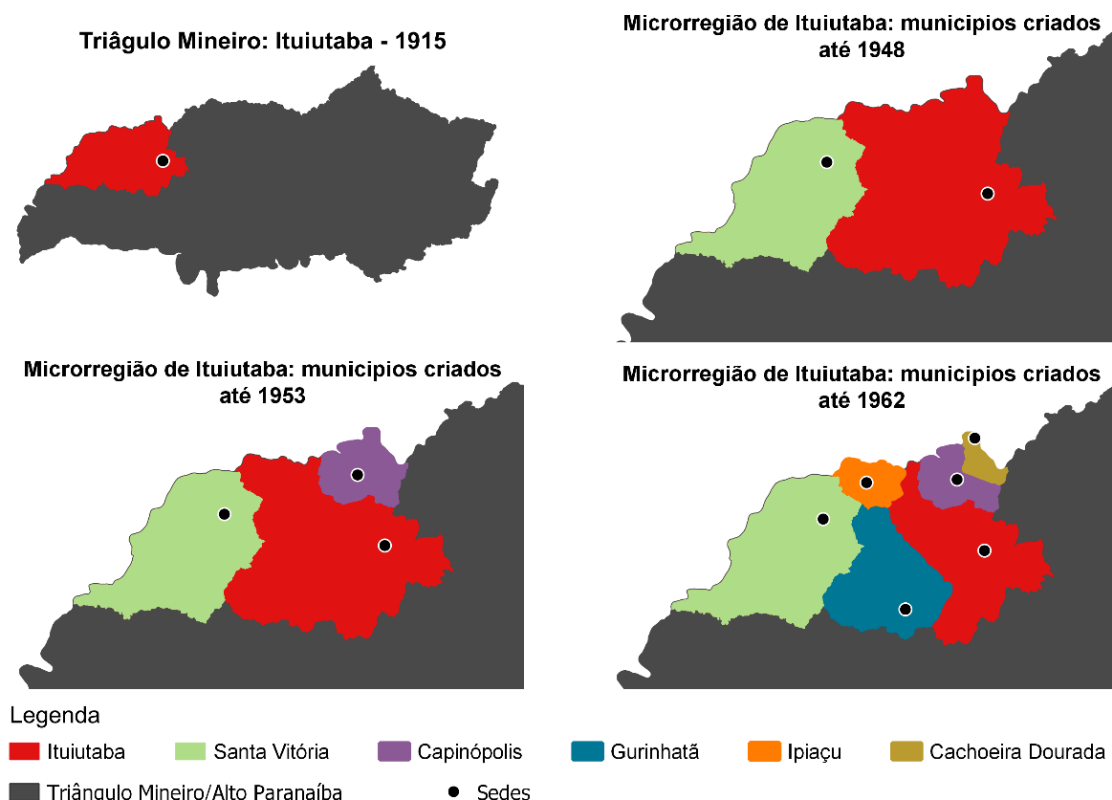 Triâgulo Mineiro: Ituiutaba - 1915
Microrregião de Ituiutaba: municipios criados
até 1948
Microrregião de Ituiutaba: municipios criados
até 1953
Microrregião de Ituiutaba: municipios criados
até 1962
Legenda
Ituiutaba
Santa Vitória
Capinópolis
Gurinhatã
Ipiaçu
Cachoeira Dourada
Triângulo Mineiro/Alto Paranaíba
Sedes